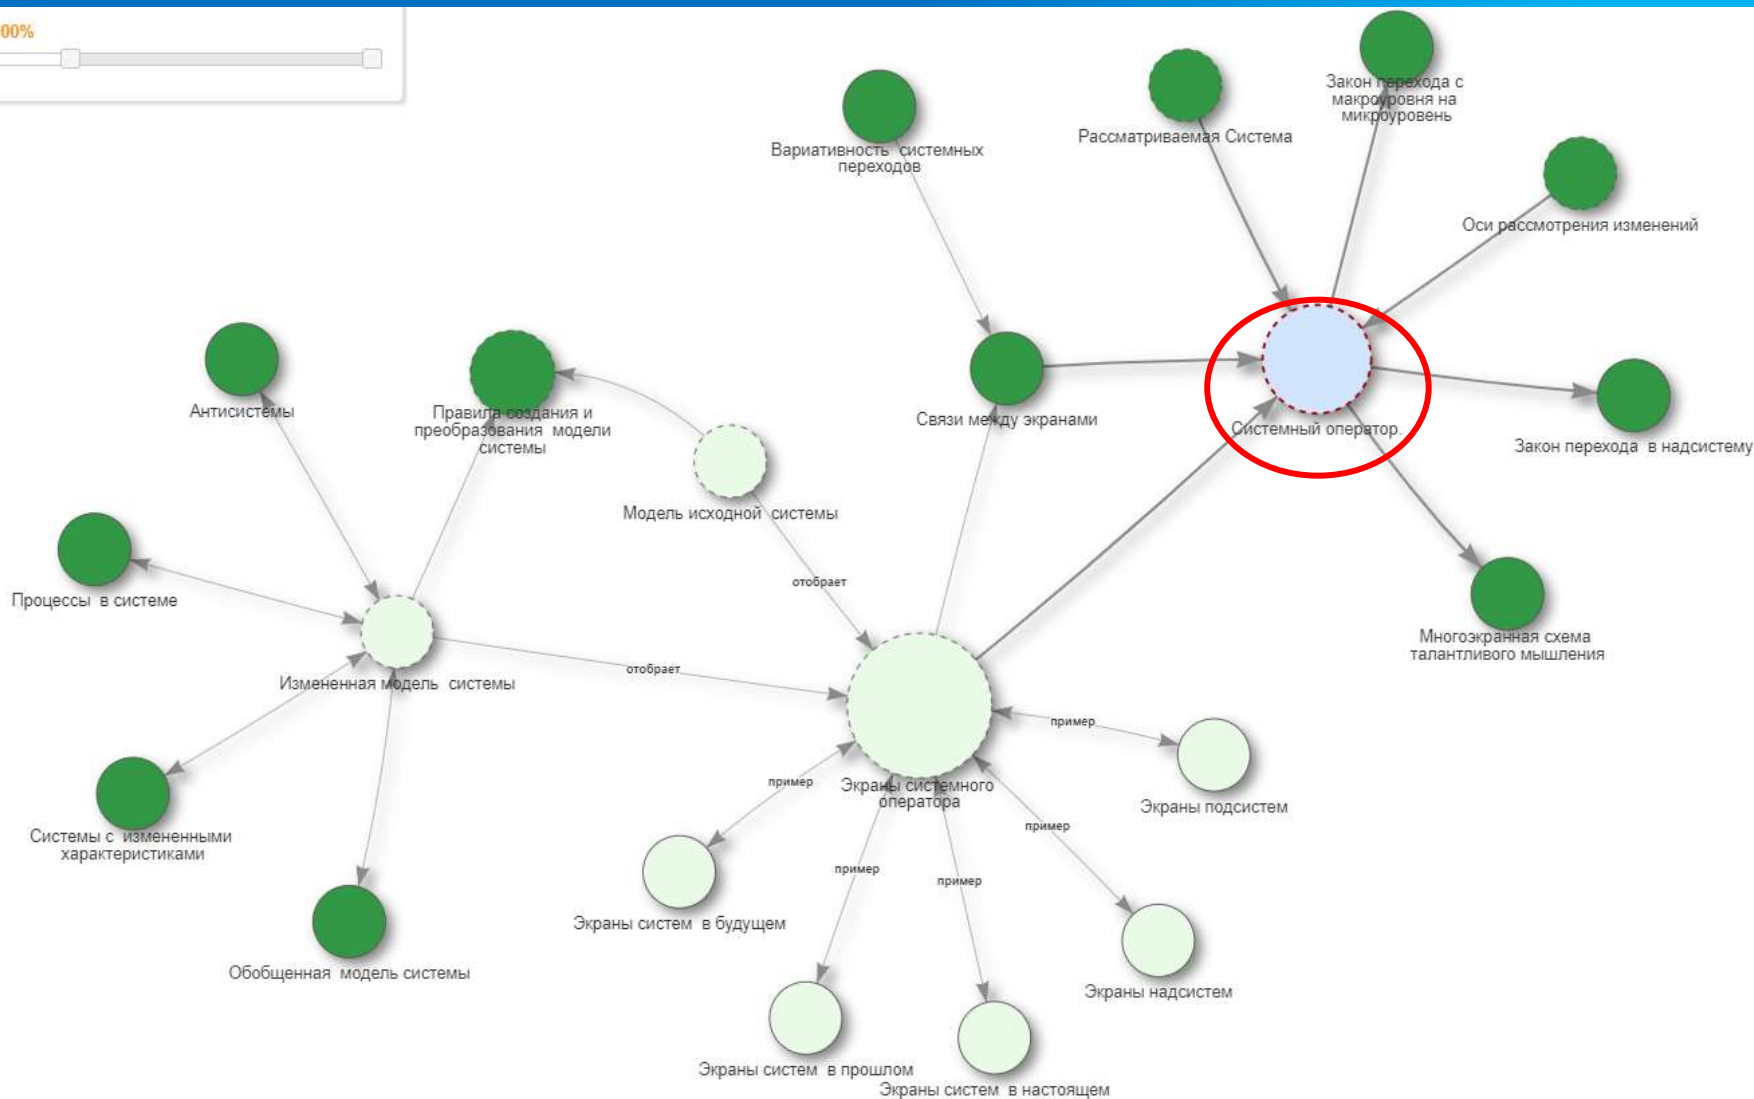 00%
Закон перехода с
макроуровня на
микроуровень
Рассматриваемая Система
Вариативность системных
переходов
Оси рассмотрения изменений
Антисистемы
Правила создания и
преобразования модели
системы
Связи между экранами
Системный оператор.
Закон перехода в надсистему
Модель исходной системы
отобрает
Процессы в системе
Многоэкранная схема
талантливого мышления
Измененная модель системы
отобрает
пример
Экраны системного
оператора
пример
Экраны подсистем
пример
Системы с измененными
характеристиками
пример
пример
Экраны систем в будущем
Обобщенная модель системы
Экраны надсистем
Экраны систем в прошлом
Экраны систем в настоящем